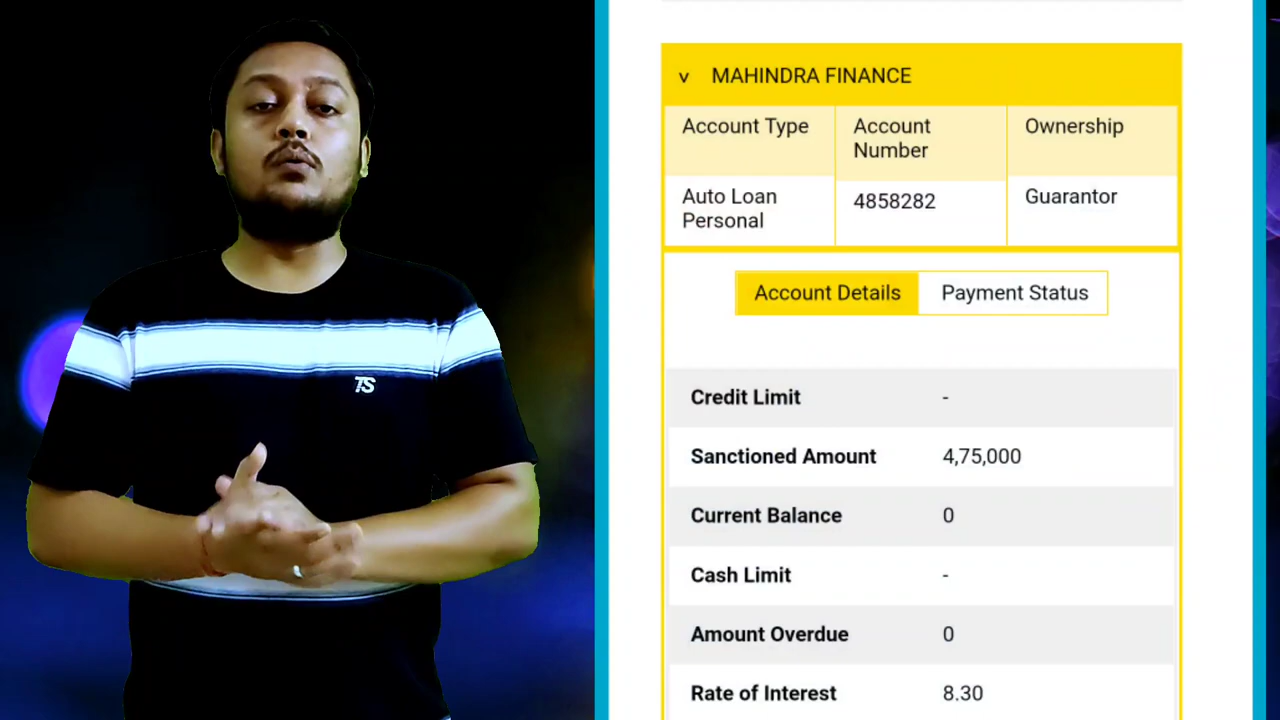 v MAHINDRA FINANCE
Account Type Account Number Ownership
Auto Loan Personal 4858282 Guarantor
Account Details Payment Status
Credit Limit -
Sanctioned Amount 4,75,000
Current Balance 0
Cash Limit -
Amount Overdue 0
Rate of Interest 8.30
TS